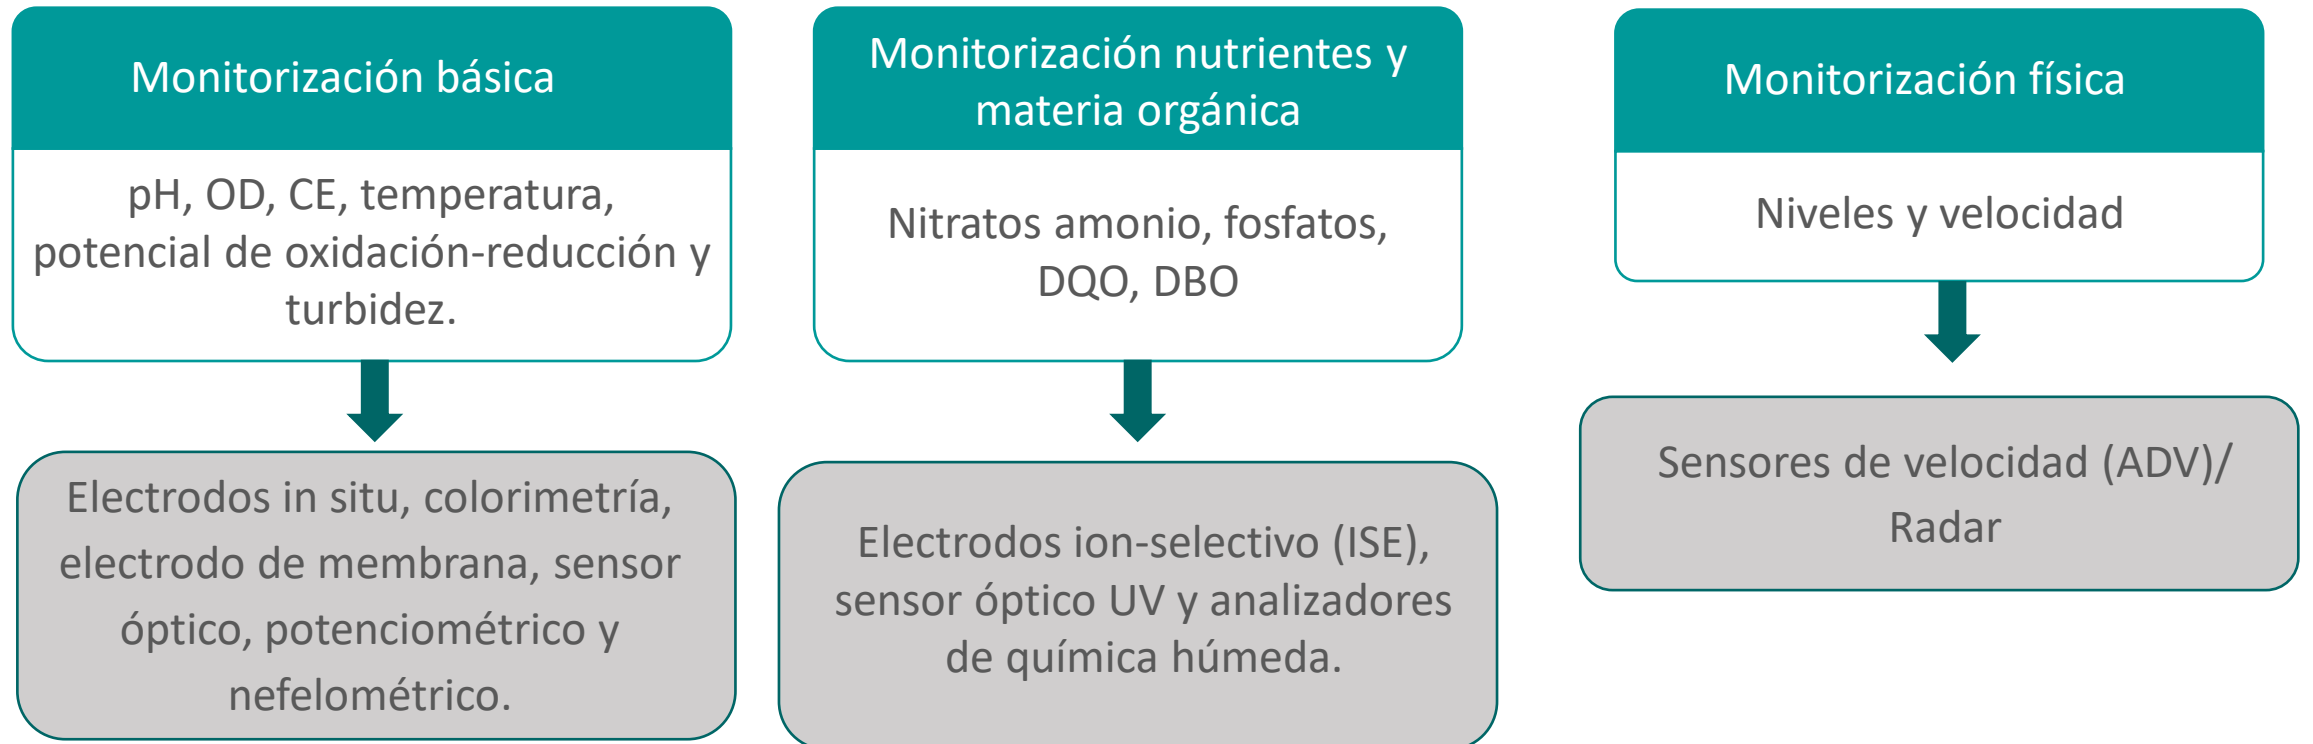 Monitorización básica
pH, OD, CE, temperatura,
potencial de oxidación-reducción y
turbidez.
Electrodos in situ, colorimetría,
electrodo de membrana, sensor
óptico, potenciométrico y
nefelométrico.
Monitorización nutrientes y
materia orgánica
Nitratos amonio, fosfatos,
DQO, DBO
Electrodos ion-selectivo (ISE),
sensor óptico UV y analizadores
de química húmeda.
Monitorización física
Niveles y velocidad
Sensores de velocidad (ADV)/
Radar